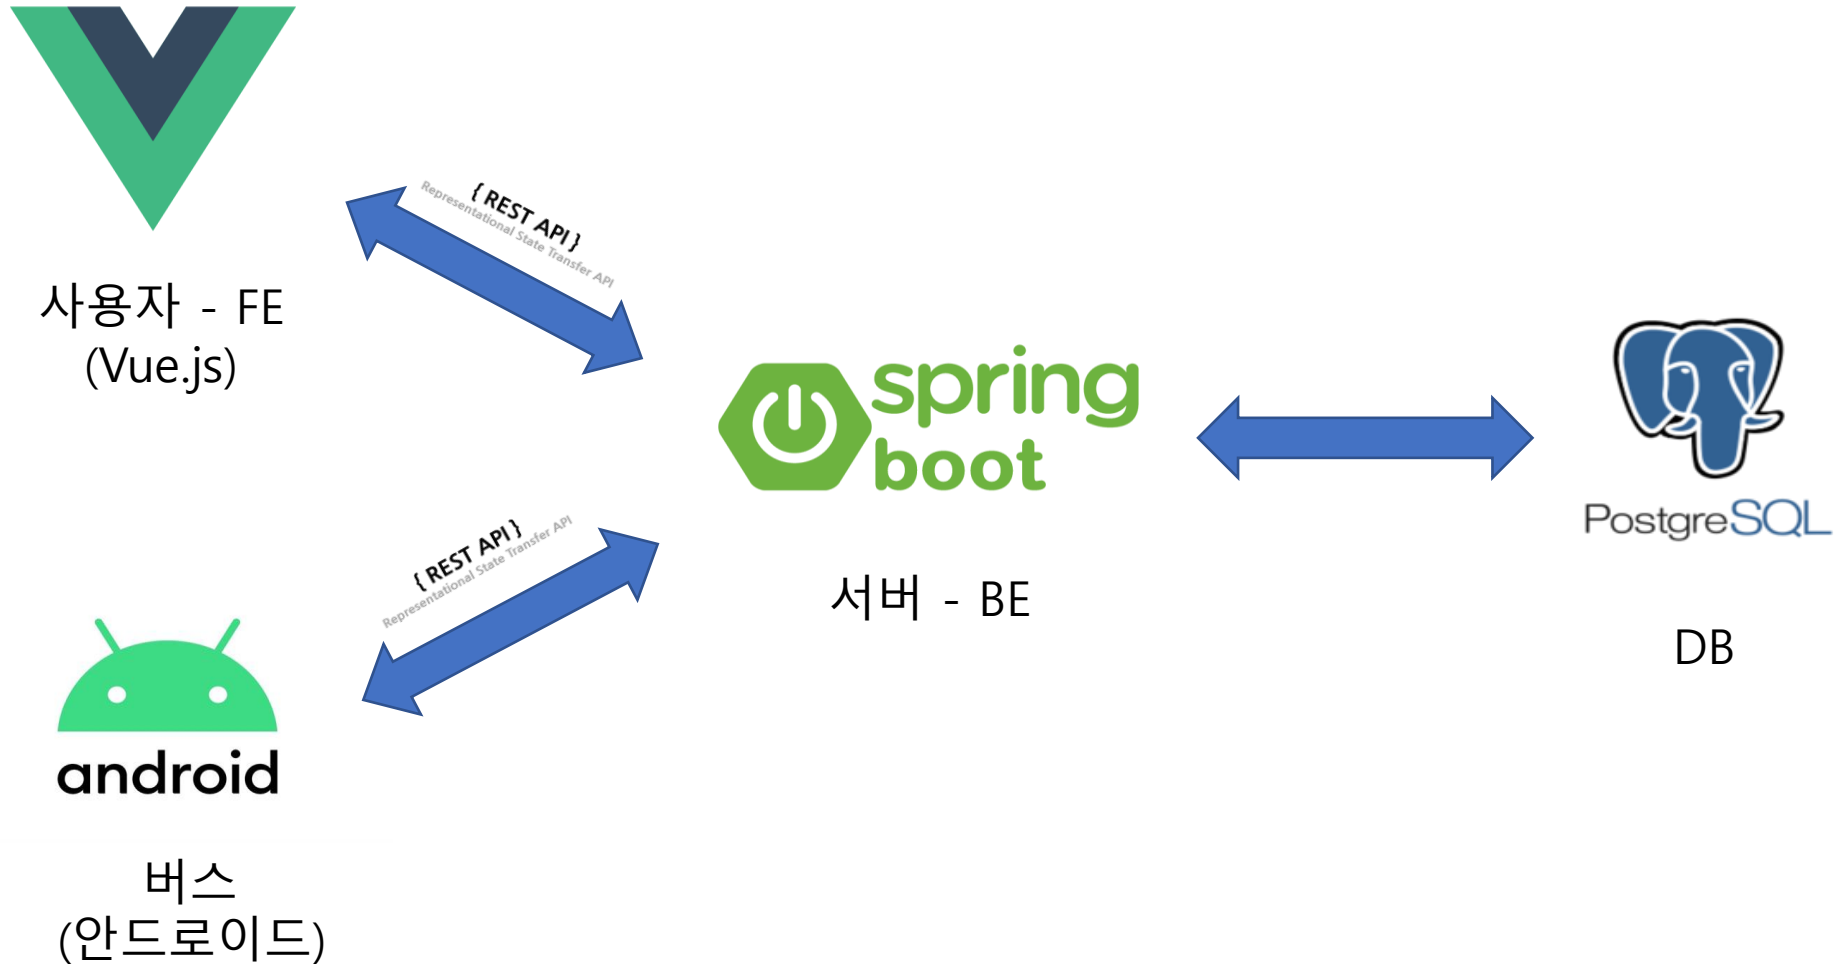 사용자 - FE
(Vue.js)
{ REST API }
Representational State Transfer API
spring
boot
서버 - BE
PostgreSQL
DB
{ REST API }
Representational State Transfer API
android
버스
(안드로이드)